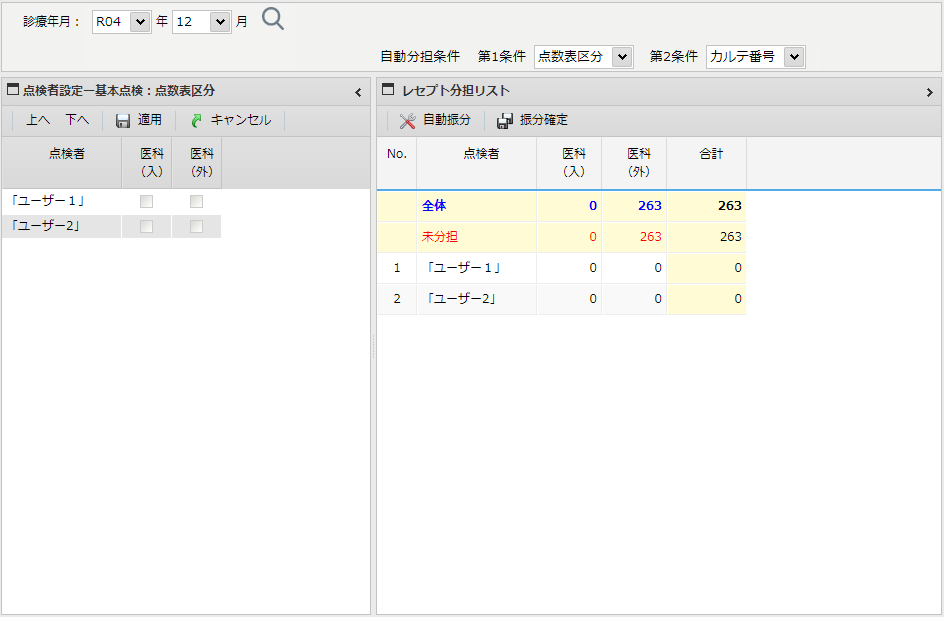 診療年月： R04 年 12 月
自動分担条件 第1条件 点数表区分 第2条件 カルテ番号
点検者設定ー基本点検：点数表区分
上へ 下へ 適用 キャンセル
点検者 医科（入） 医科（外）
「ユーザー１」
「ユーザー2」
レセプト分担リスト
自動振分 振分確定
No. 点検者 医科（入） 医科（外） 合計
全体 0 263 263
未分担 0 263 263
1 「ユーザー１」 0 0 0
2 「ユーザー2」 0 0 0